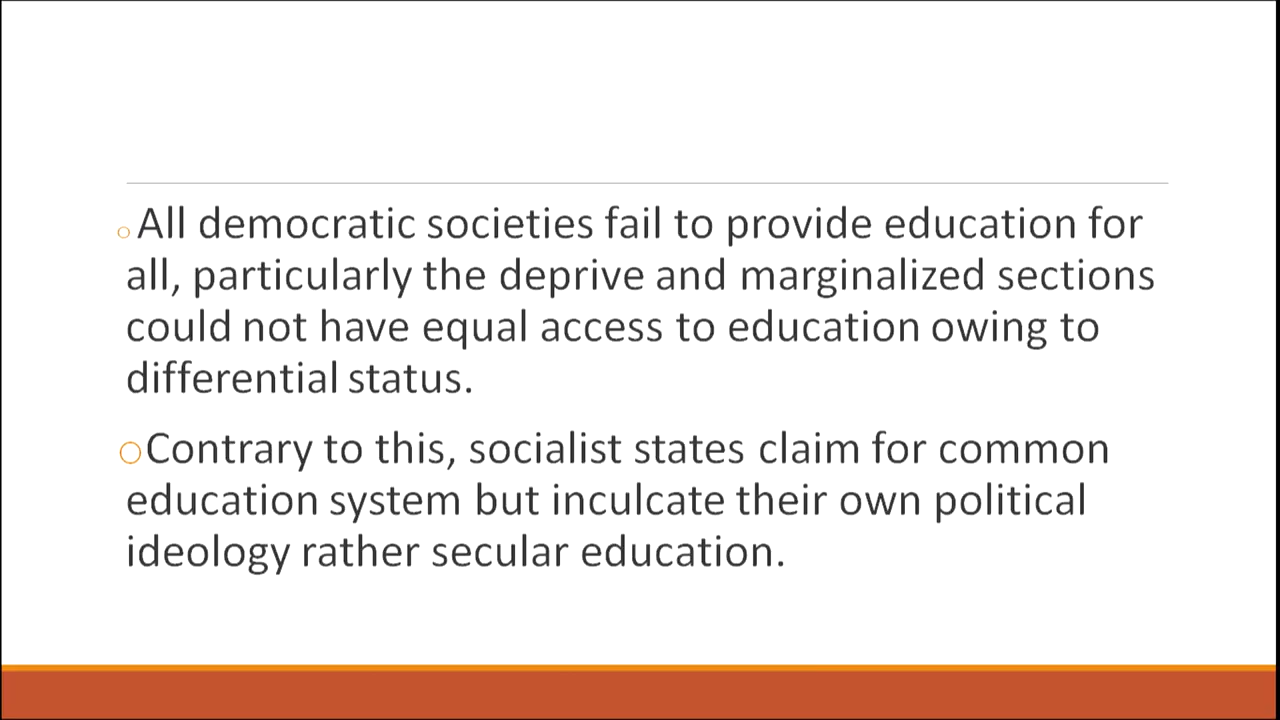 All democratic societies fail to provide education for
all, particularly the deprive and marginalized sections
could not have equal access to education owing to
differential status.
Contrary to this, socialist states claim for common
education system but inculcate their own political
ideology rather secular education.